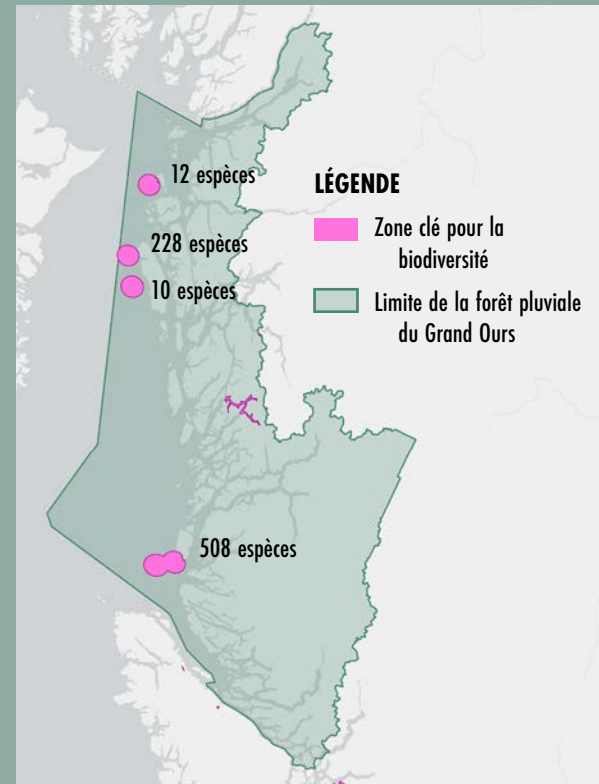 12 espèces
228 espèces
10 espèces
508 espèces
LÉGENDE
Zone clé pour la
biodiversité
Limite de la forêt pluviale
du Grand Ours